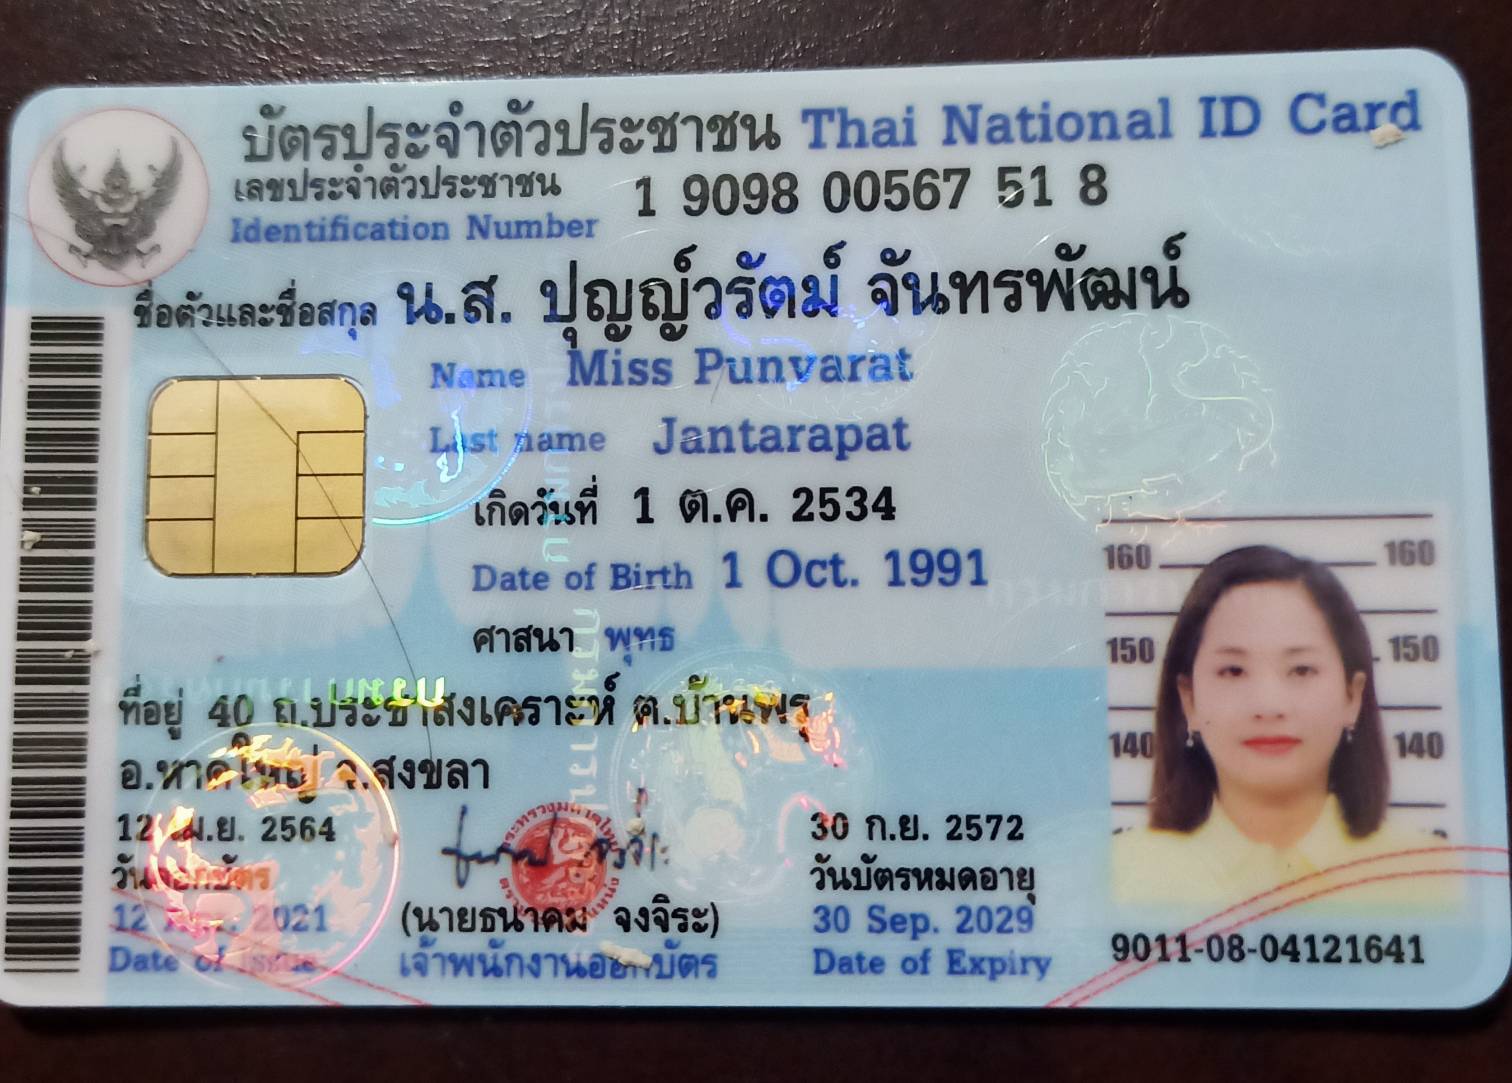 บัตรประจำตัวประชาชน Thai National ID Card
เลขประจำตัวประชาชน
Identification Number
1 9098 00567 51 8
ชื่อตัวและชื่อสกุล น.ส. ปุญญ์วรัตม์ จันทรพัฒน์
Name Miss Punyarat
Last name Jantarapat
เกิดวันที่ 1 ต.ค. 2534
Date of Birth 1 Oct. 1991
ศาสนา พุทธ
ที่อยู่ 40 ถ.ประชาสงเคราะห์ ต.บ้านพรุ
อ.หาดใหญ่ จ.สงขลา
12 เม.ย. 2564
วันออกบัตร
12 Apr. 2021
Date of Issue
(นายธนาคม จงจิระ)
เจ้าพนักงานออกบัตร
30 ก.ย. 2572
วันบัตรหมดอายุ
30 Sep. 2029
Date of Expiry
160 160
150 150
140 140
9011-08-04121641